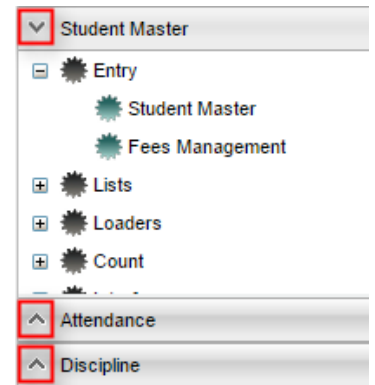 Student Master
Entry
Student Master
Fees Management
Lists
Loaders
Count
Attendance
Discipline